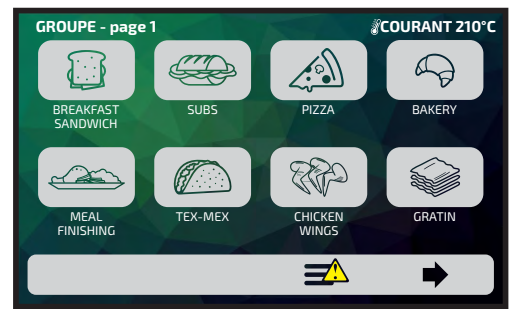 GROUPE - page 1
COURANT 210°C
BREAKFAST
SANDWICH
SUBS
PIZZA
BAKERY
MEAL
FINISHING
TEX-MEX
CHICKEN
WINGS
GRATIN